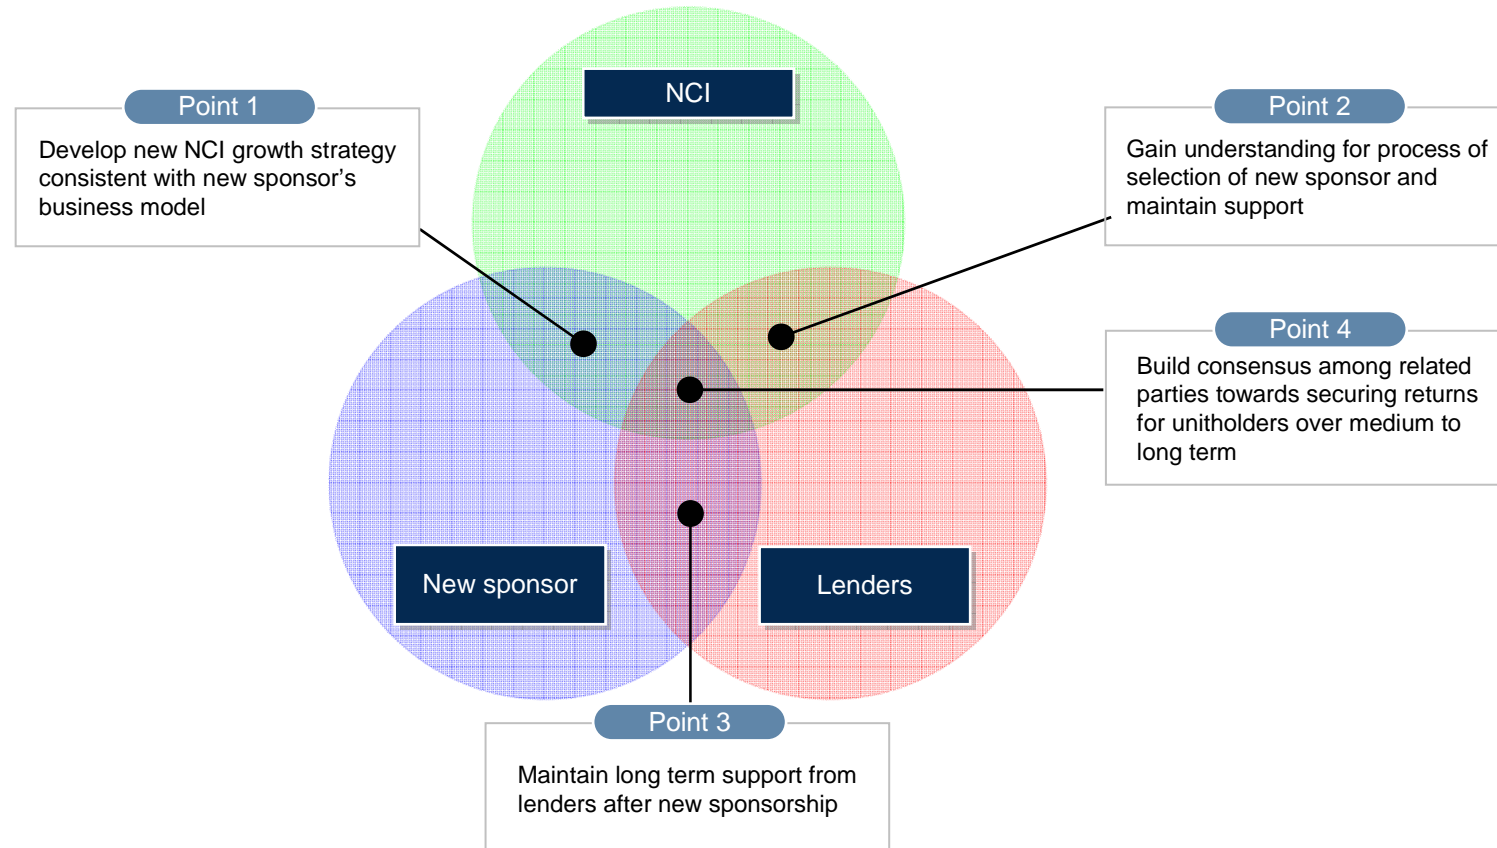 NCI
Point 1
Develop new NCI growth strategy
consistent with new sponsor’s
business model
Point 2
Gain understanding for process of
selection of new sponsor and
maintain support
Point 4
Build consensus among related
parties towards securing returns
for unitholders over medium to
long term
New sponsor
Lenders
Point 3
Maintain long term support from
lenders after new sponsorship